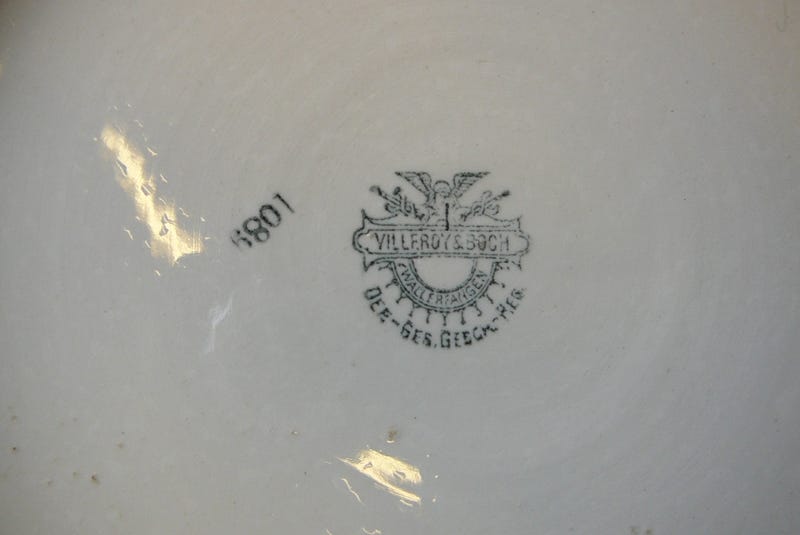 6801
VILLEROY & BOCH
WALLERFANGEN
DEP.-GES. GESCH.-REG.